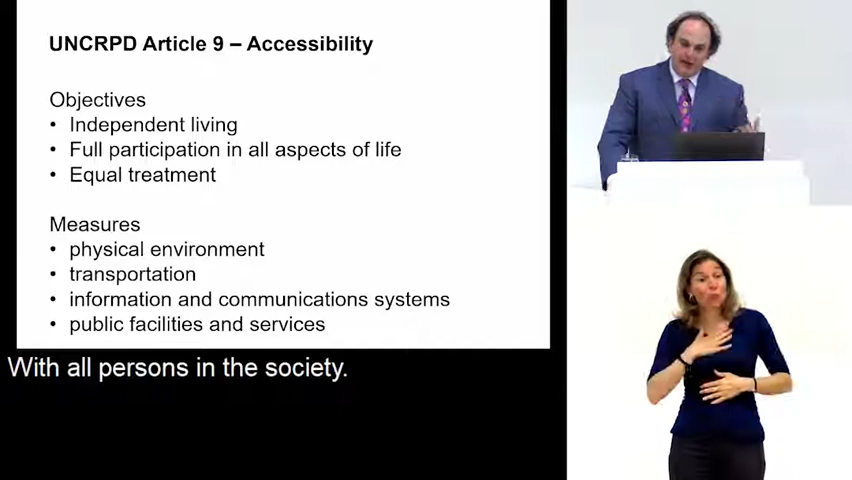 UNCRPD Article 9 – Accessibility
Objectives
• Independent living
• Full participation in all aspects of life
• Equal treatment
Measures
• physical environment
• transportation
• information and communications systems
• public facilities and services
With all persons in the society.